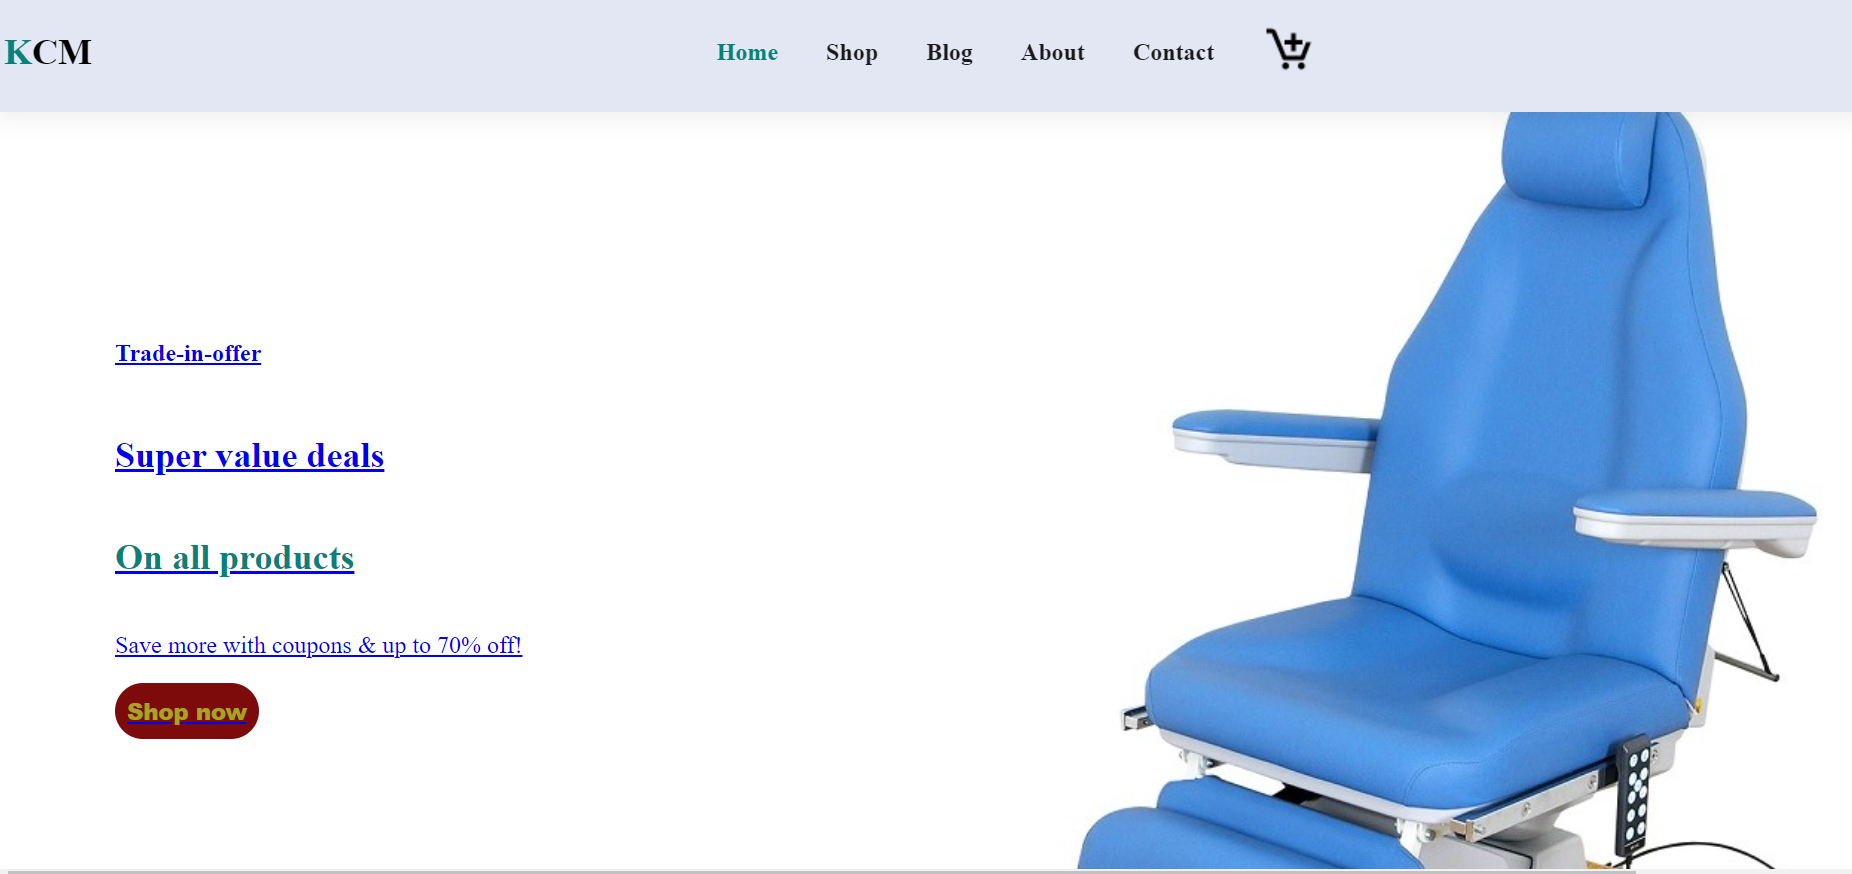 KCM
Home Shop Blog About Contact
Trade-in-offer
Super value deals
On all products
Save more with coupons & up to 70% off!
Shop now